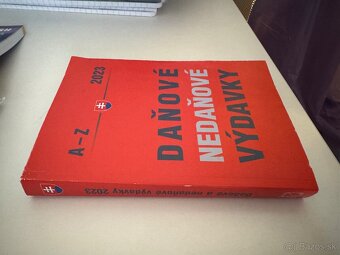 A – Z
2023
DAŇOVÉ
NEDAŇOVÉ
VÝDAVKY
Daňové a nedaňové výdavky 2023